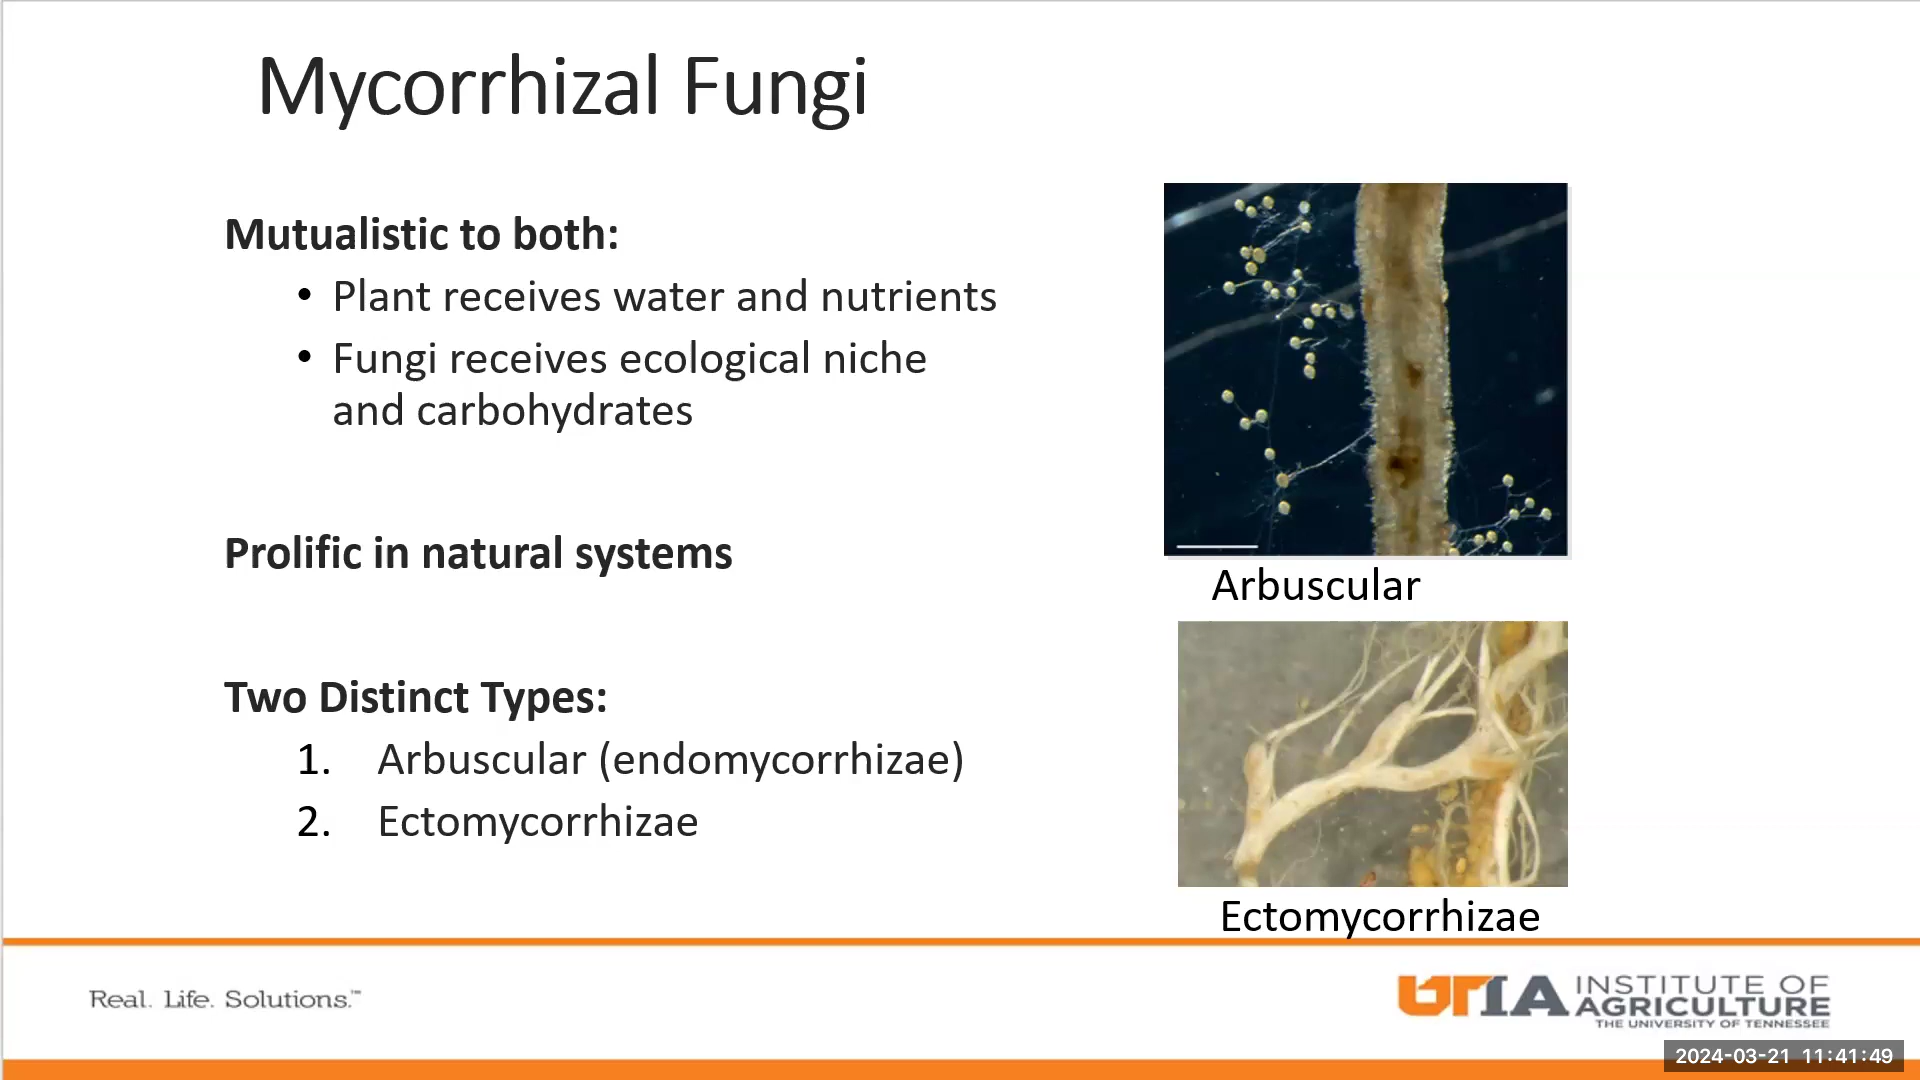 Mycorrhizal Fungi
Mutualistic to both:
• Plant receives water and nutrients
• Fungi receives ecological niche
and carbohydrates
Prolific in natural systems
Two Distinct Types:
1. Arbuscular (endomycorrhizae)
2. Ectomycorrhizae
Arbuscular
Ectomycorrhizae
Real. Life. Solutions.™
UTIA INSTITUTE OF
AGRICULTURE
THE UNIVERSITY OF TENNESSEE
2024-03-21 11:41:49